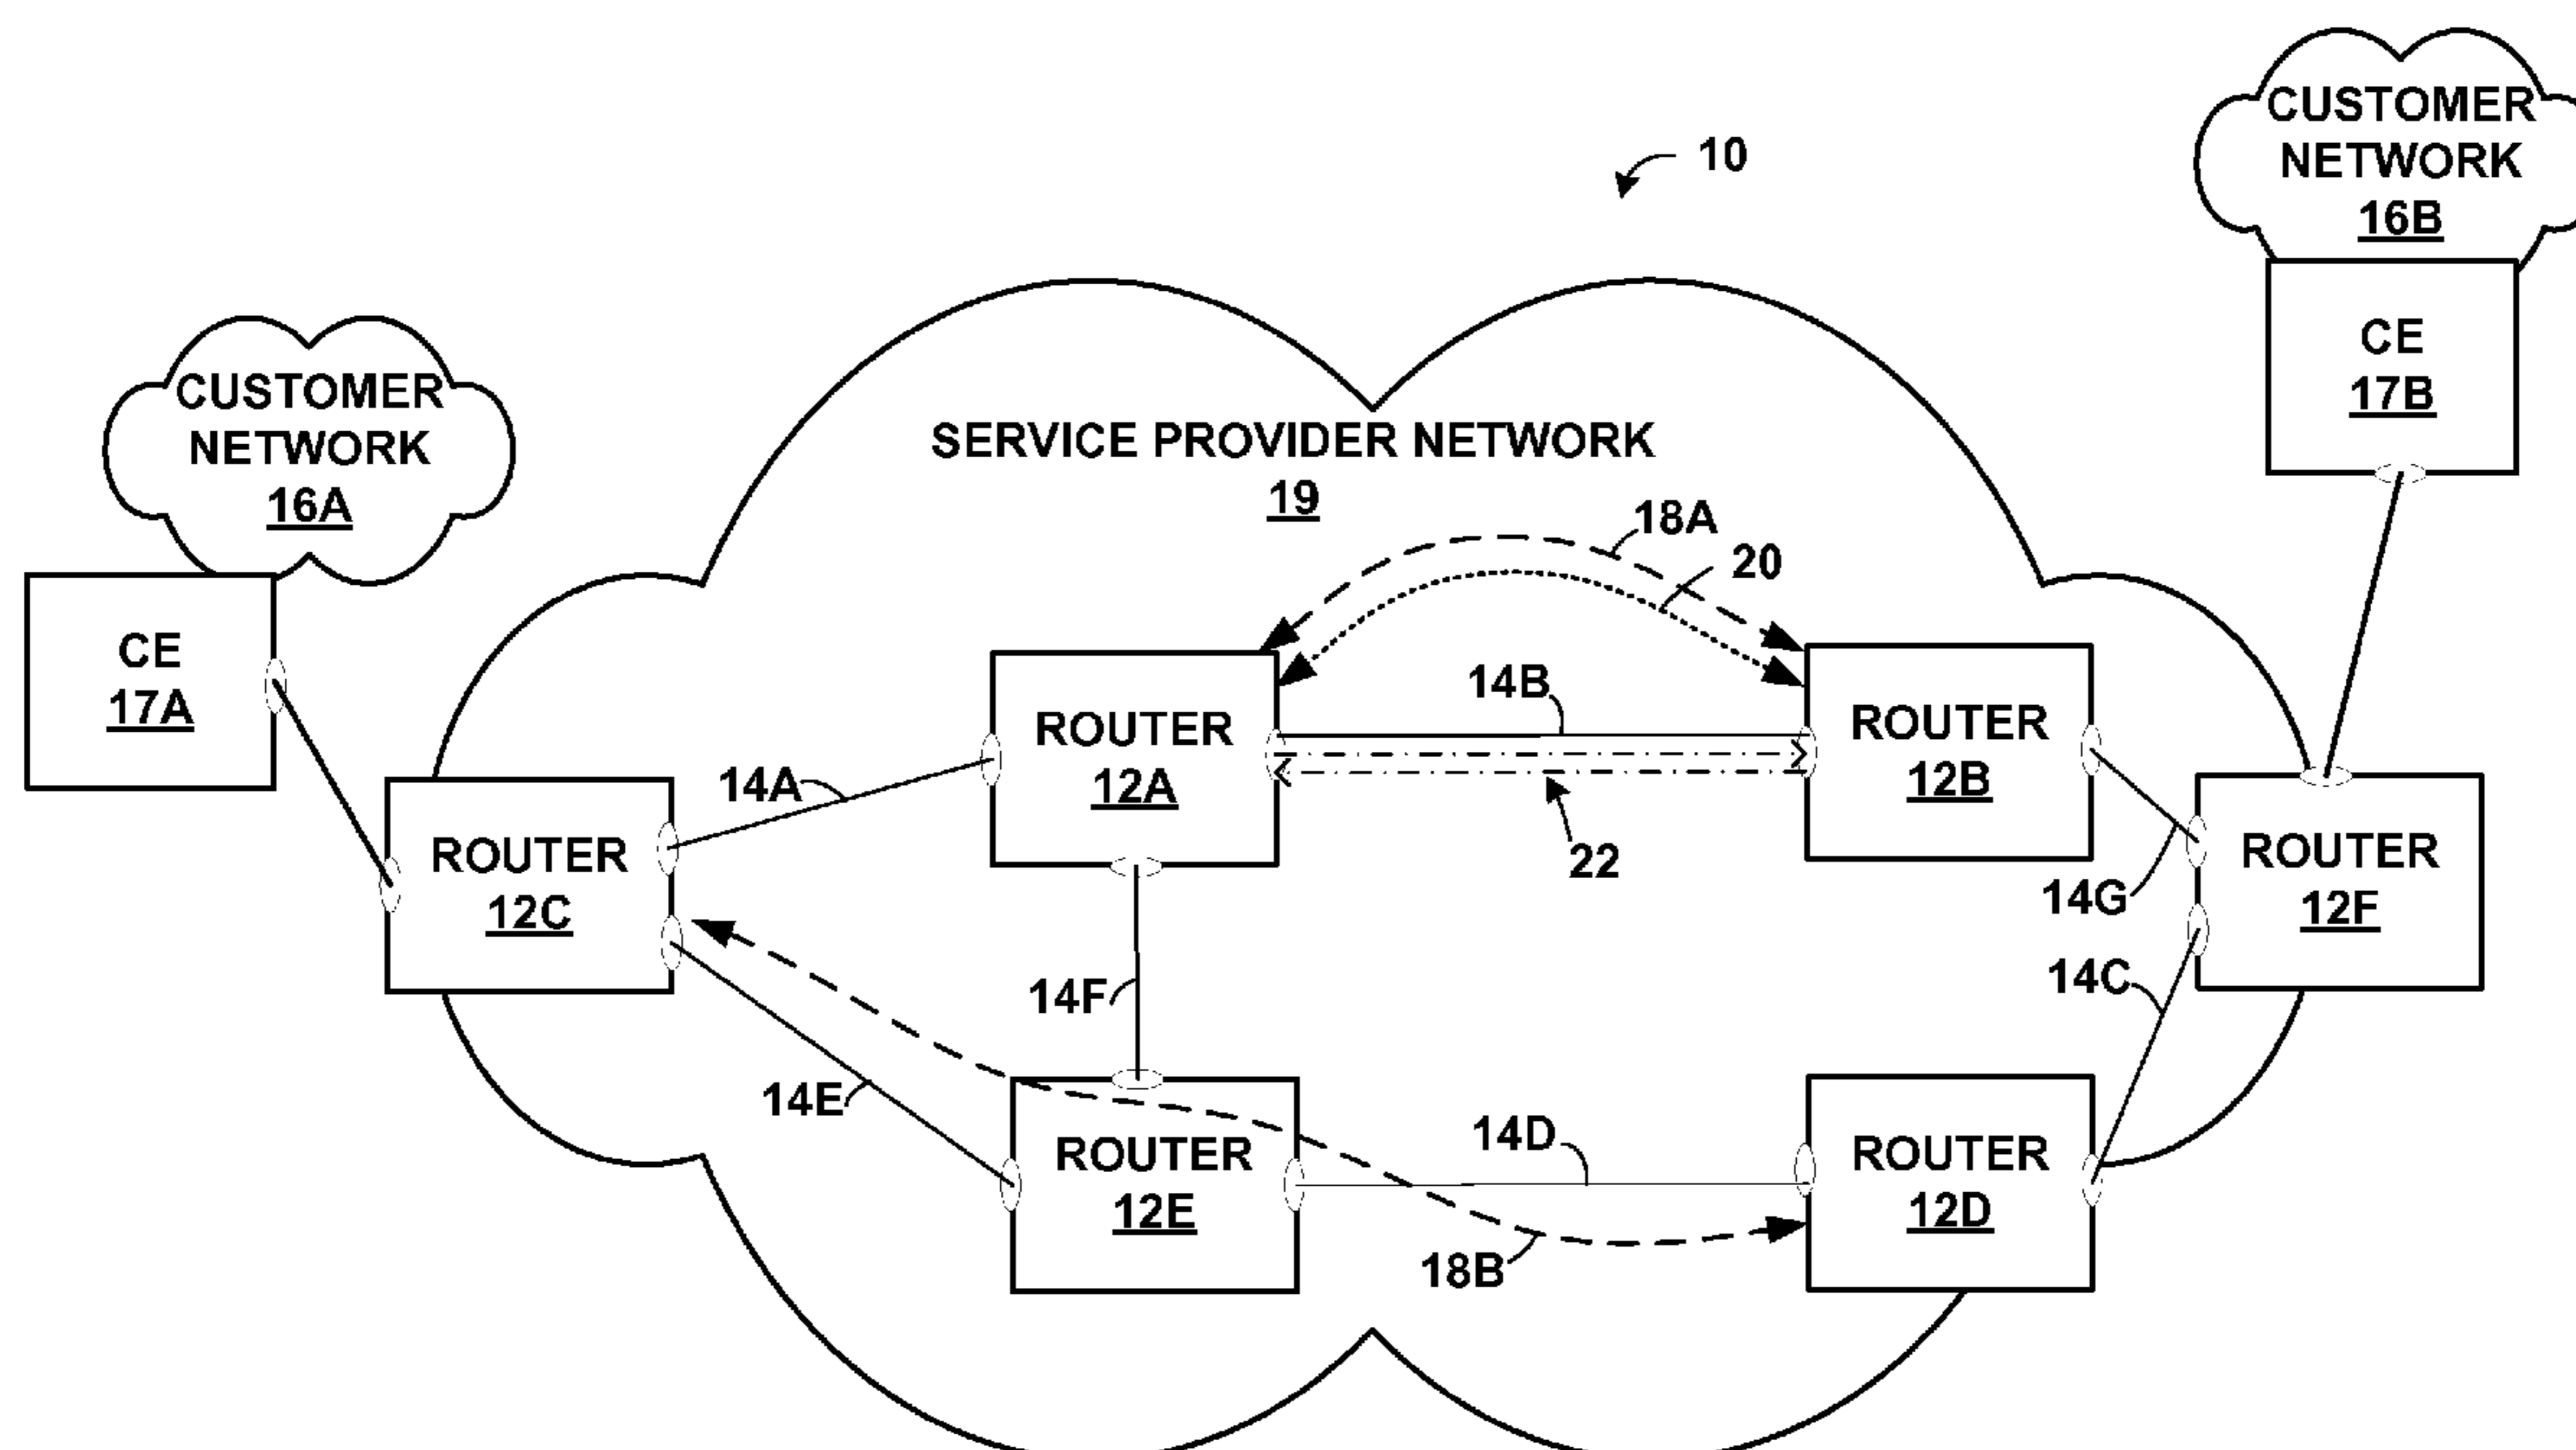 10
CUSTOMER
NETWORK
16B
CE
17B
CUSTOMER
NETWORK
16A
CE
17A
SERVICE PROVIDER NETWORK
19
18A
20
14B
22
14A
ROUTER
12A
ROUTER
12B
ROUTER
12C
14G
ROUTER
12F
14F
14C
14E
ROUTER
12E
14D
18B
ROUTER
12D